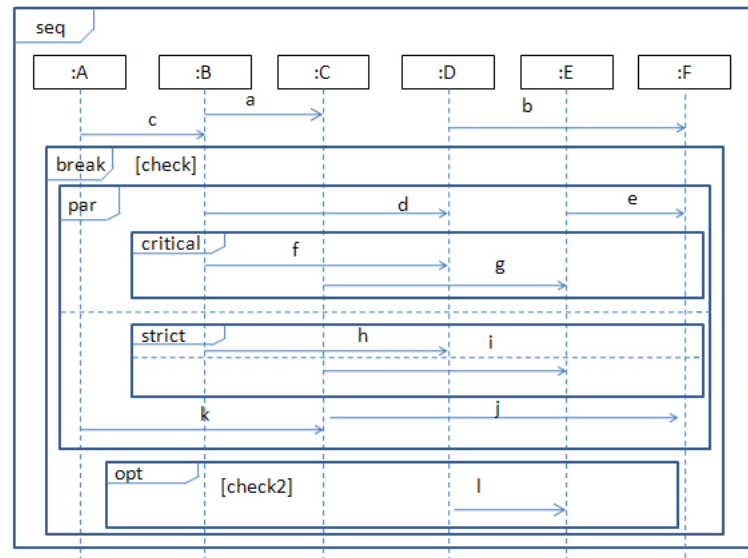 seq
:A :B :C :D :E :F
a
b
c
break [check]
par
d
e
critical
f
g
strict
h
i
k
j
opt
[check2]
l